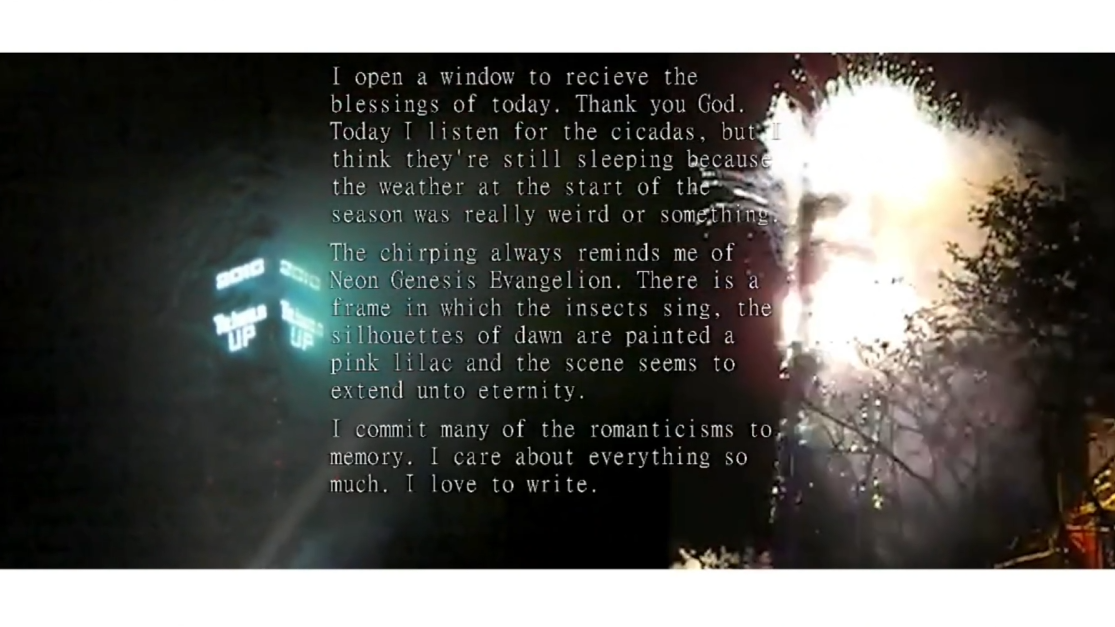 I open a window to recieve the
blessings of today. Thank you God.
Today I listen for the cicadas, but I
think they're still sleeping because
the weather at the start of the
season was really weird or something.
The chirping always reminds me of
Neon Genesis Evangelion. There is a
frame in which the insects sing, the
silhouettes of dawn are painted a
pink lilac and the scene seems to
extend unto eternity.
I commit many of the romanticisms to
memory. I care about everything so
much. I love to write.
2010 2010
UP UP